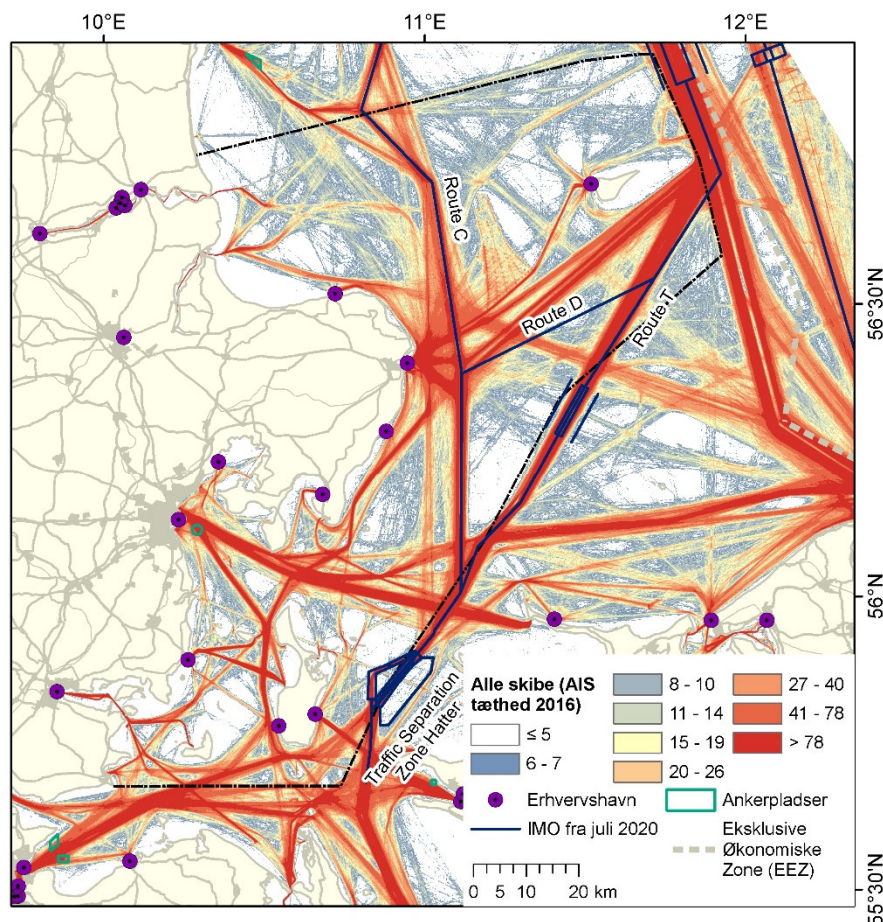 10°E 11°E 12°E
Route C
Route D
Route T
56°30'N
56°N
Traffic Separation
Zone Hatter
Alle skibe (AIS
tæthed 2016)
≤ 5
6 - 7
8 - 10
11 - 14
15 - 19
20 - 26
27 - 40
41 - 78
> 78
Erhvervshavn
Ankerpladser
IMO fra juli 2020
Eksklusive
Økonomiske
Zone (EEZ)
0 5 10 20 km
55°30'N